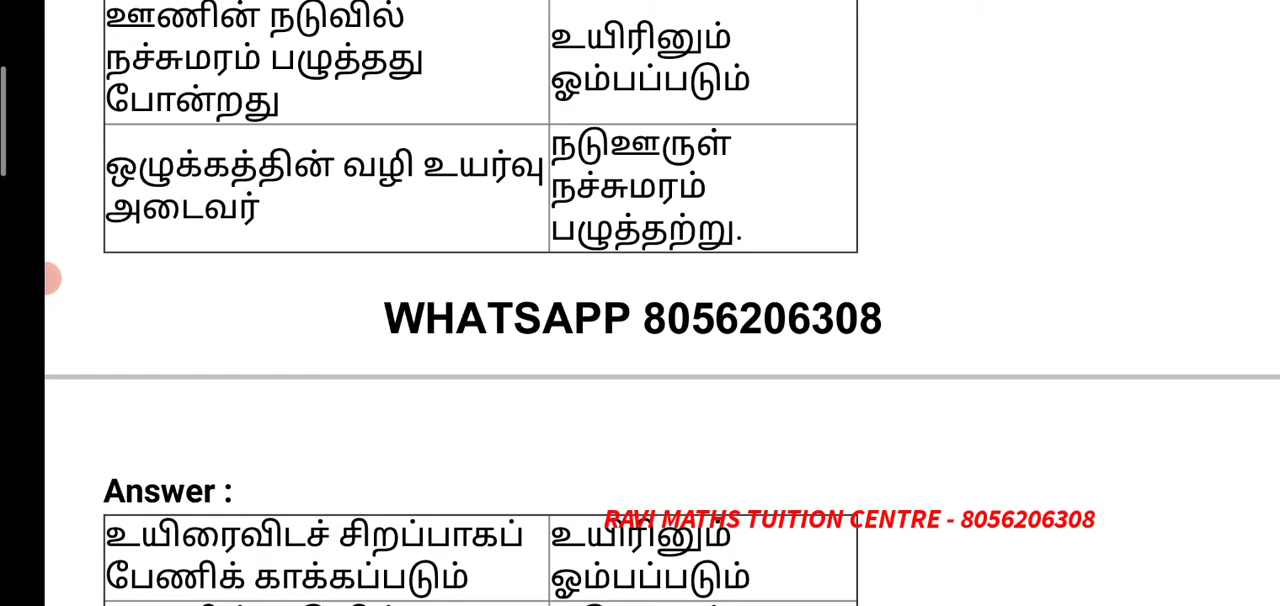 ஊணின் நடுவில்
நச்சுமரம் பழுத்தது
போன்றது
உயிரினும்
ஓம்பப்படும்
ஒழுக்கத்தின் வழி உயர்வு
அடைவர்
நடுஊருள்
நச்சுமரம்
பழுத்தற்று.
WHATSAPP 8056206308
Answer :
RAVI MATHS TUITION CENTRE - 8056206308
உயிரைவிடச் சிறப்பாகப்
பேணிக் காக்கப்படும்
உயிரினும்
ஓம்பப்படும்